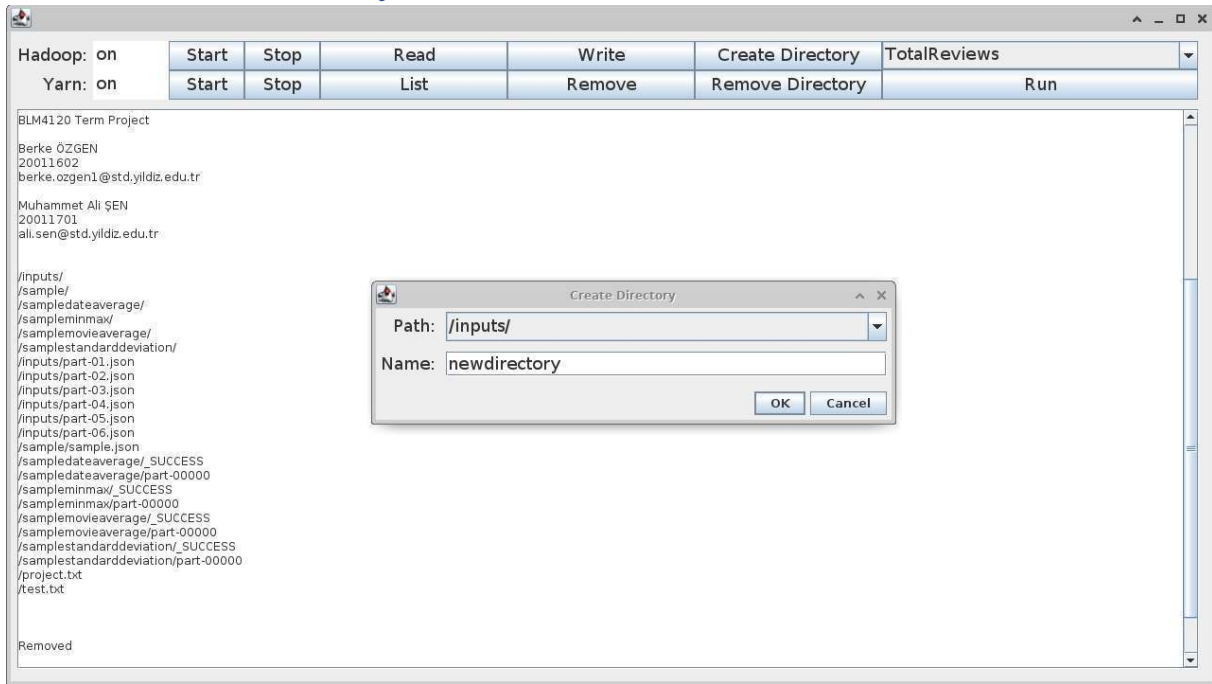 Hadoop: on Start Stop Read Write Create Directory TotalReviews
Yarn: on Start Stop List Remove Remove Directory Run
BLM4120 Term Project
Berke ÖZGEN
20011602
berke.ozgen1@std.yildiz.edu.tr
Muhammet Ali ŞEN
20011701
ali.sen@std.yildiz.edu.tr
/inputs/
/sample/
/sampledateaverage/
/sampleminmax/
/samplemovieaverage/
/samplestandarddeviation/
/inputs/part-01.json
/inputs/part-02.json
/inputs/part-03.json
/inputs/part-04.json
/inputs/part-05.json
/inputs/part-06.json
/sample/sample.json
/sampledateaverage/_SUCCESS
/sampledateaverage/part-00000
/sampleminmax/_SUCCESS
/sampleminmax/part-00000
/samplemovieaverage/_SUCCESS
/samplemovieaverage/part-00000
/samplestandarddeviation/_SUCCESS
/samplestandarddeviation/part-00000
/project.txt
/test.txt
Removed
Create Directory
Path: /inputs/
Name: newdirectory
OK Cancel